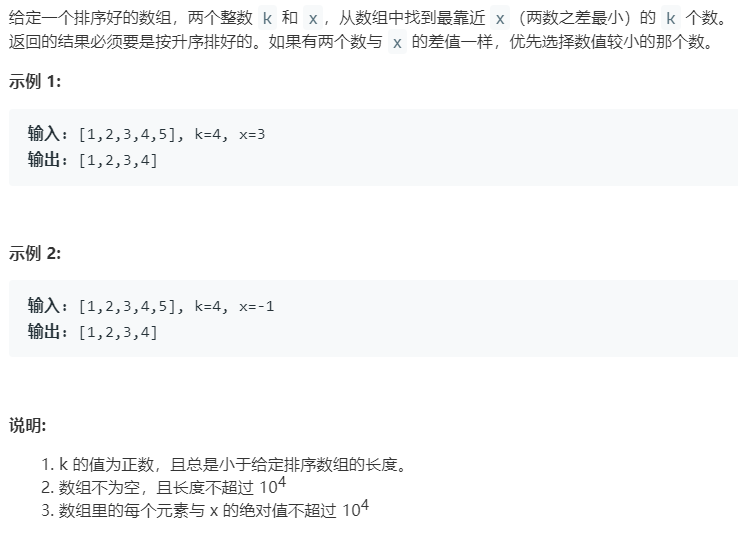 给定一个排序好的数组，两个整数 k 和 x，从数组中找到最靠近 x（两数之差最小）的 k 个数。
返回的结果必须要是按升序排好的。如果有两个数与 x 的差值一样，优先选择数值较小的那个数。
示例 1:
输入：[1,2,3,4,5], k=4, x=3
输出：[1,2,3,4]
示例 2:
输入：[1,2,3,4,5], k=4, x=-1
输出：[1,2,3,4]
说明:
1. k 的值为正数，且总是小于给定排序数组的长度。
2. 数组不为空，且长度不超过 10⁴
3. 数组里的每个元素与 x 的绝对值不超过 10⁴